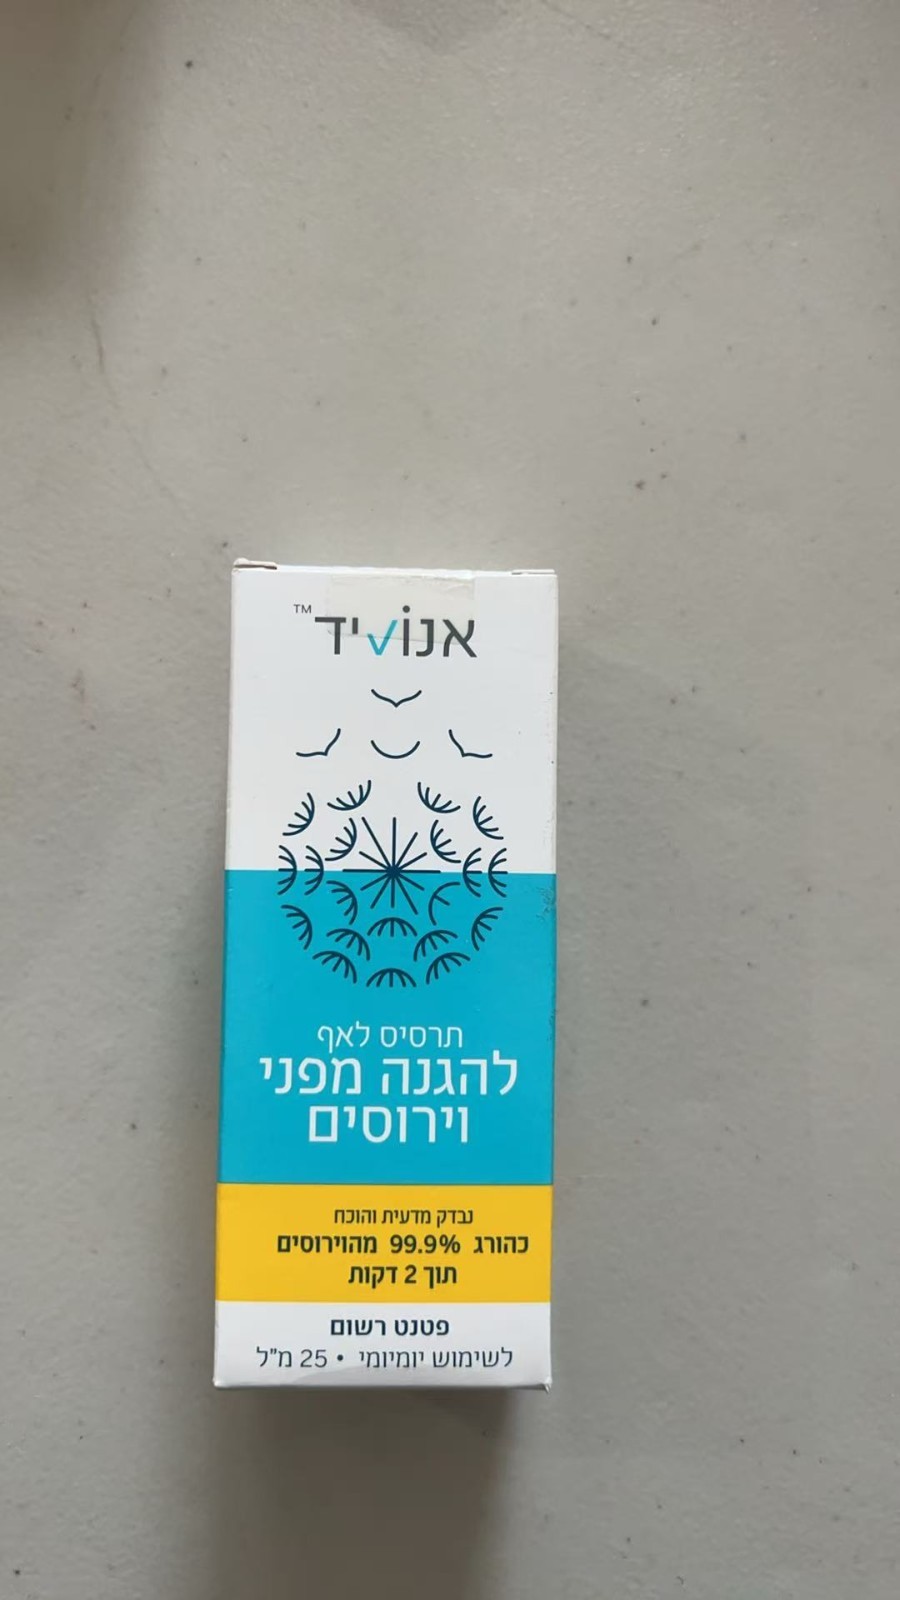 אנוˈויד™
תרסיס לאף
להגנה מפני
וירוסים
נבדק מדעית והוכח
כהורג 99.9% מהוירוסים
תוך 2 דקות
פטנט רשום
לשימוש יומיומי • 25 מ"ל